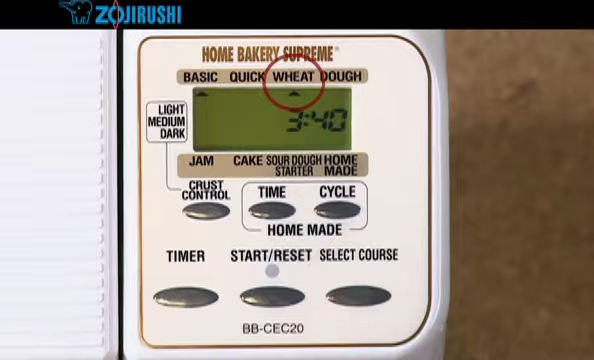 ZOJIRUSHI
HOME BAKERY SUPREME®
BASIC QUICK WHEAT DOUGH
LIGHT
MEDIUM
DARK
3:40
JAM CAKE SOUR DOUGH STARTER HOME MADE
CRUST CONTROL
TIME CYCLE
HOME MADE
TIMER START/RESET SELECT COURSE
BB-CEC20